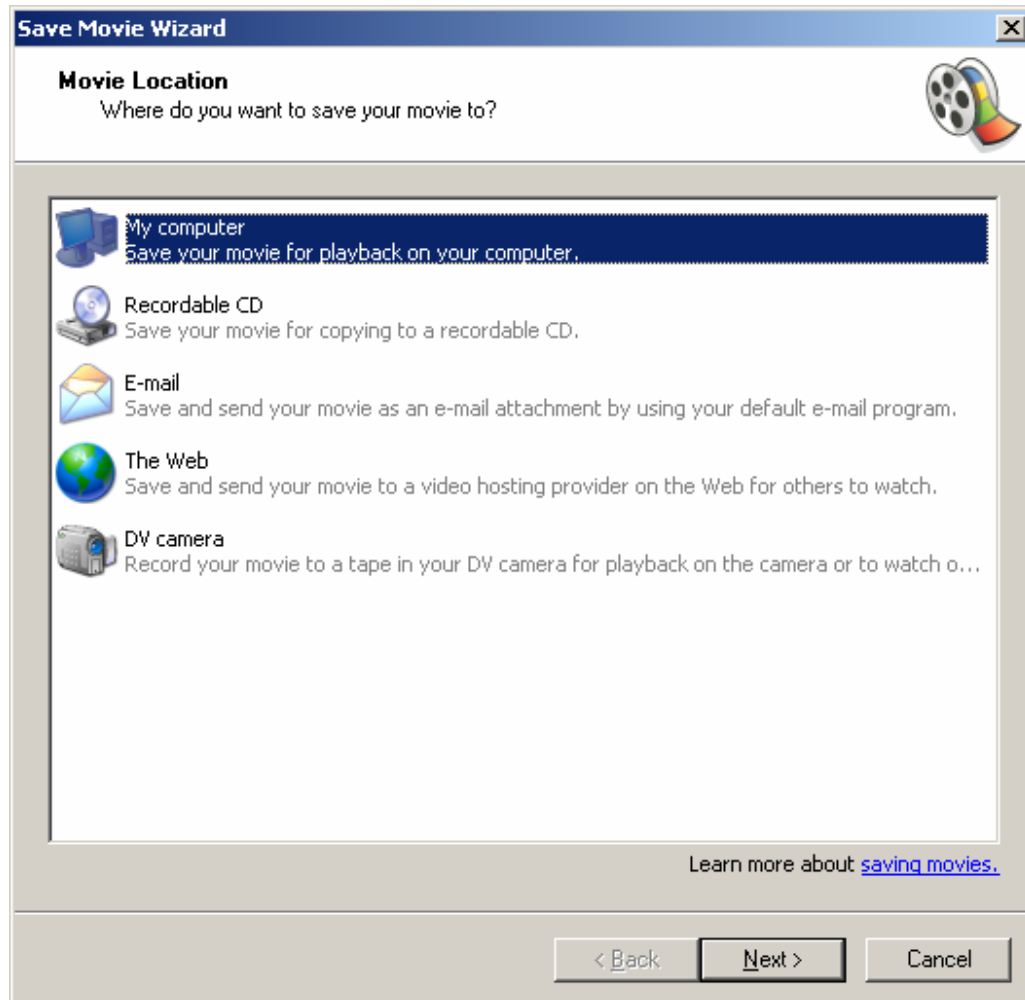 Save Movie Wizard
Movie Location
Where do you want to save your movie to?
My computer
Save your movie for playback on your computer.
Recordable CD
Save your movie for copying to a recordable CD.
E-mail
Save and send your movie as an e-mail attachment by using your default e-mail program.
The Web
Save and send your movie to a video hosting provider on the Web for others to watch.
DV camera
Record your movie to a tape in your DV camera for playback on the camera or to watch o...
Learn more about saving movies.
< Back Next > Cancel